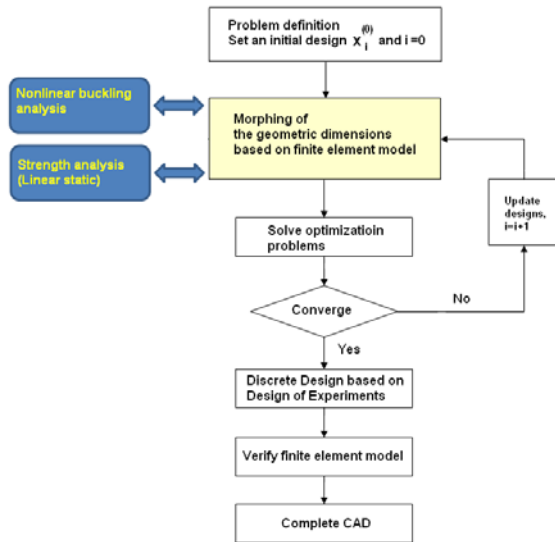 Problem definition
Set an initial design X i (0) and i =0
Nonlinear buckling
analysis
Strength analysis
(Linear static)
Morphing of
the geometric dimensions
based on finite element model
Update
designs,
i=i+1
Solve optimizatioin
problems
Converge
No
Yes
Discrete Design based on
Design of Experiments
Verify finite element model
Complete CAD